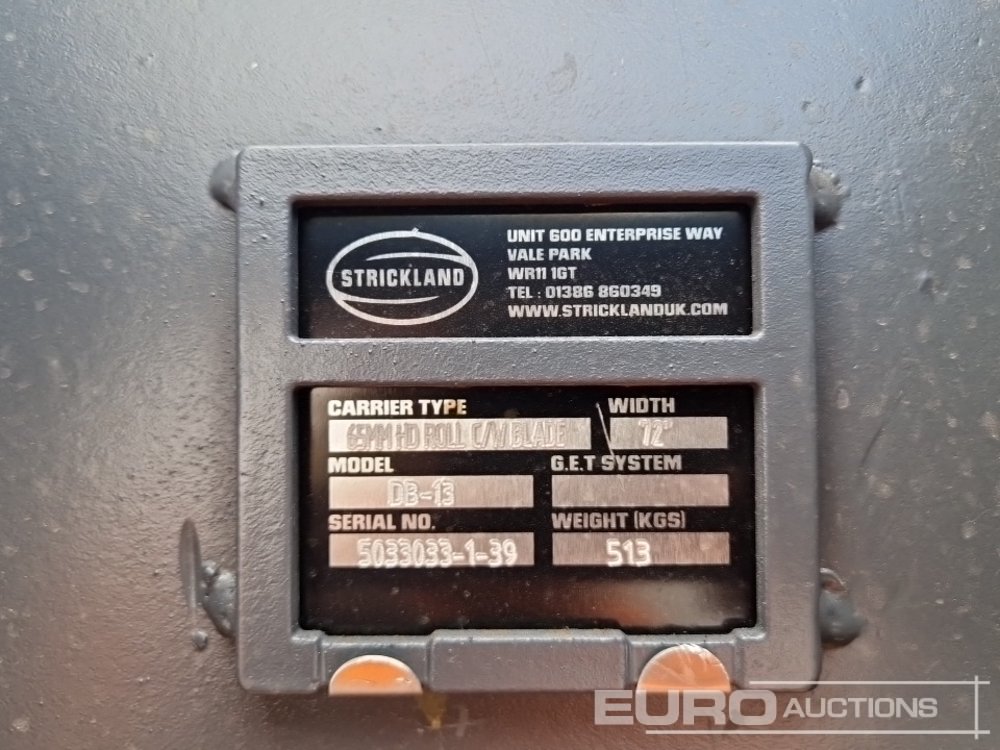 STRICKLAND
UNIT 600 ENTERPRISE WAY
VALE PARK
WR11 1GT
TEL : 01386 860349
WWW.STRICKLANDUK.COM
CARRIER TYPE WIDTH
65MM HD ROLL C/W BLADE 72"
MODEL G.E.T SYSTEM
DB-13
SERIAL NO. WEIGHT (KGS)
5033033-1-39 513
EURO AUCTIONS